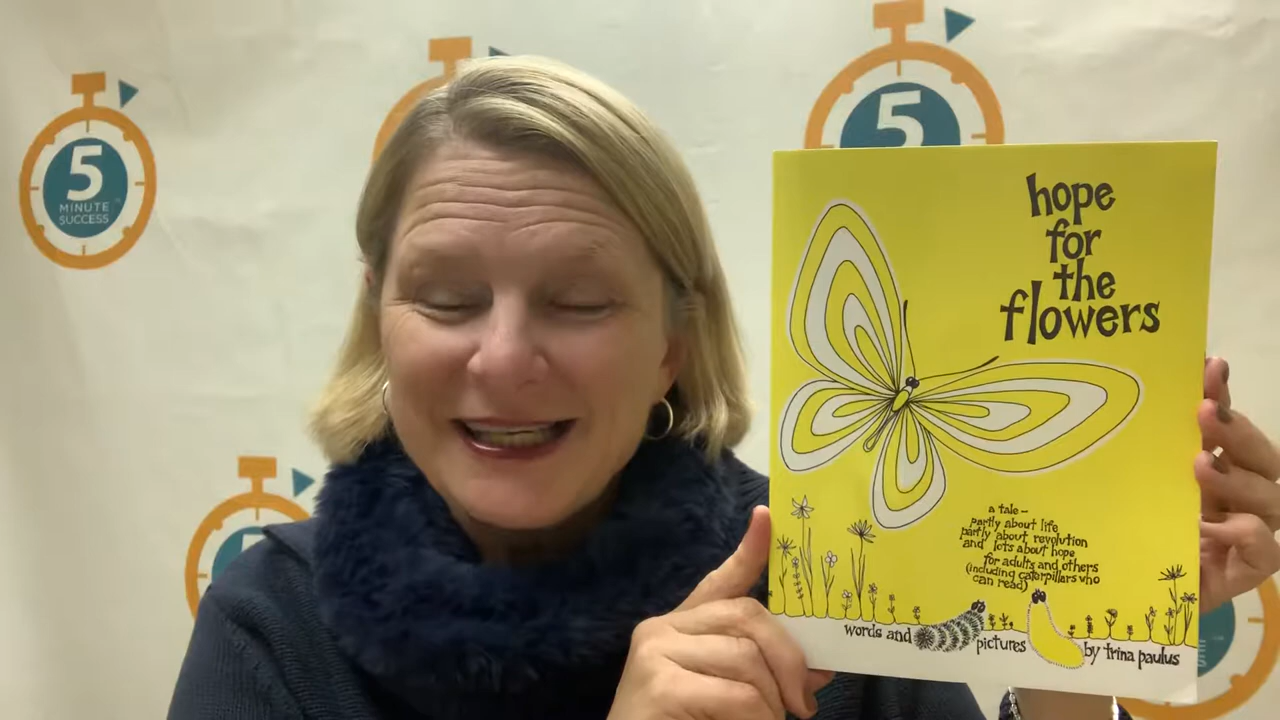 5
MINUTE
SUCCESS
5
hope
for
the
flowers
a tale-
partly about life
partly about revolution
and lots about hope
for adults and others
(including caterpillars who
can read)
words and pictures by trina paulus